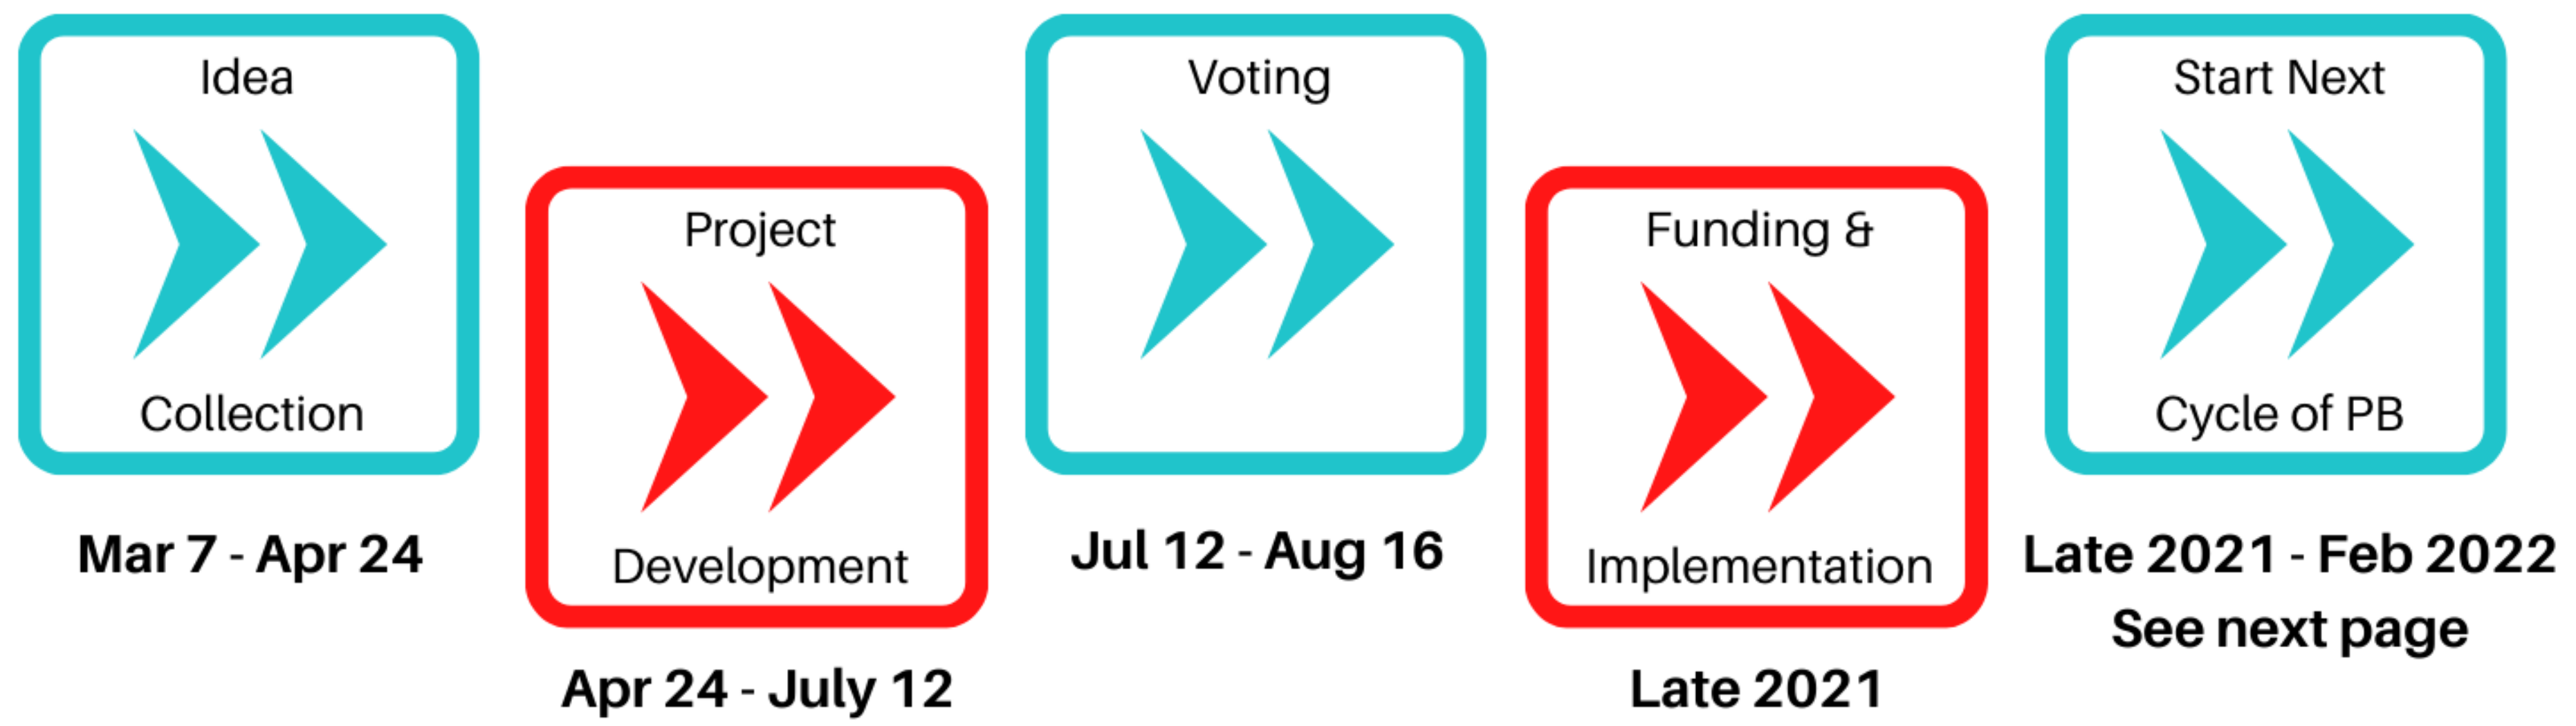 Idea
Collection
Mar 7 - Apr 24
Project
Development
Apr 24 - July 12
Voting
Jul 12 - Aug 16
Funding &
Implementation
Late 2021
Start Next
Cycle of PB
Late 2021 - Feb 2022
See next page